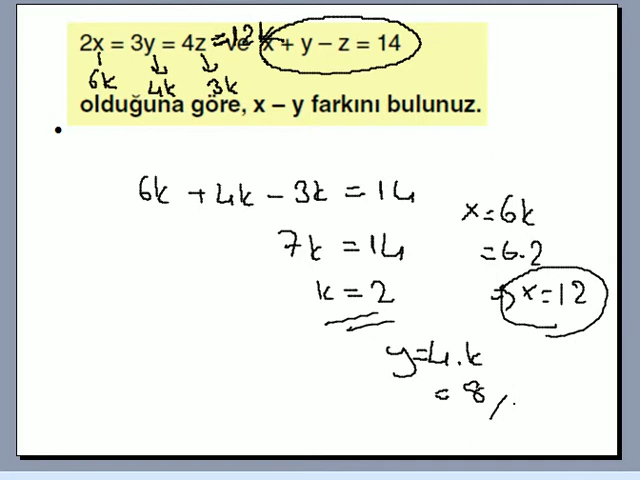 2x = 3y = 4z = 12k ve x + y – z = 14
6k 4k 3k
olduğuna göre, x – y farkını bulunuz.
6k + 4k - 3k = 14
7k = 14
k = 2
x = 6k
= 6.2
⇒ x = 12
y = 4.k
= 8